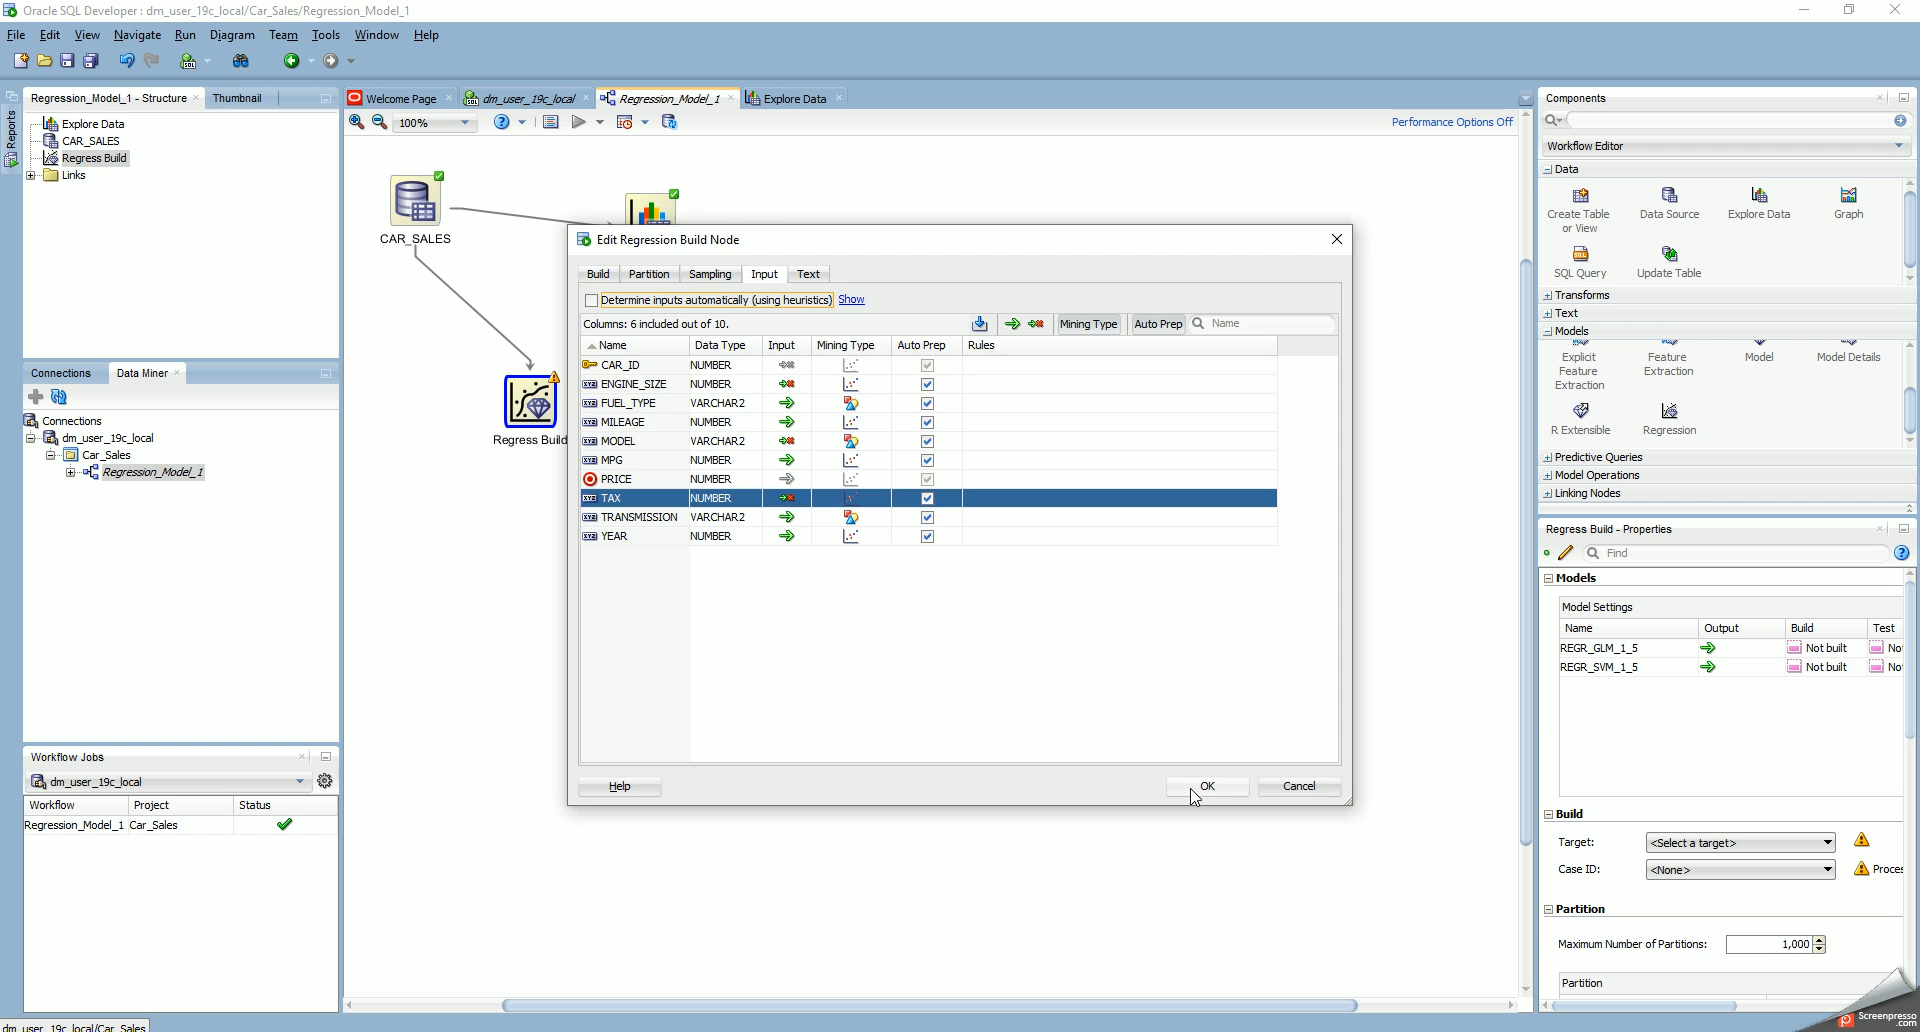 Oracle SQL Developer : dm_user_19c_local/Car_Sales/Regression_Model_1
File Edit View Navigate Run Diagram Team Tools Window Help
Reports
Regression_Model_1 - Structure
Thumbnail
Explore Data
CAR_SALES
Regress Build
Links
Connections
Data Miner
Connections
dm_user_19c_local
Car_Sales
Regression_Model_1
Workflow Jobs
dm_user_19c_local
Workflow Project Status
Regression_Model_1 Car_Sales
dm_user_19c_local/Car_Sales
Welcome Page
dm_user_19c_local
Regression_Model_1
Explore Data
100%
Performance Options Off
CAR_SALES
Regress Build
Edit Regression Build Node
Build Partition Sampling Input Text
Determine inputs automatically (using heuristics) Show
Columns: 6 included out of 10.
Mining Type Auto Prep Name
Name Data Type Input Mining Type Auto Prep Rules
CAR_ID NUMBER
ENGINE_SIZE NUMBER
FUEL_TYPE VARCHAR2
MILEAGE NUMBER
MODEL VARCHAR2
MPG NUMBER
PRICE NUMBER
TAX NUMBER
TRANSMISSION VARCHAR2
YEAR NUMBER
Help OK Cancel
Components
Workflow Editor
Data
Create Table or View
Data Source
Explore Data
Graph
SQL Query
Update Table
Transforms
Text
Models
Explicit Feature Extraction
Feature Extraction
Model
Model Details
R Extensible
Regression
Predictive Queries
Model Operations
Linking Nodes
Regress Build - Properties
Find
Models
Model Settings
Name Output Build Test
REGR_GLM_1_5 Not built No
REGR_SVM_1_5 Not built No
Build
Target: <Select a target>
Case ID: <None> Proces
Partition
Maximum Number of Partitions: 1,000
Partition
Screenpresso
.com